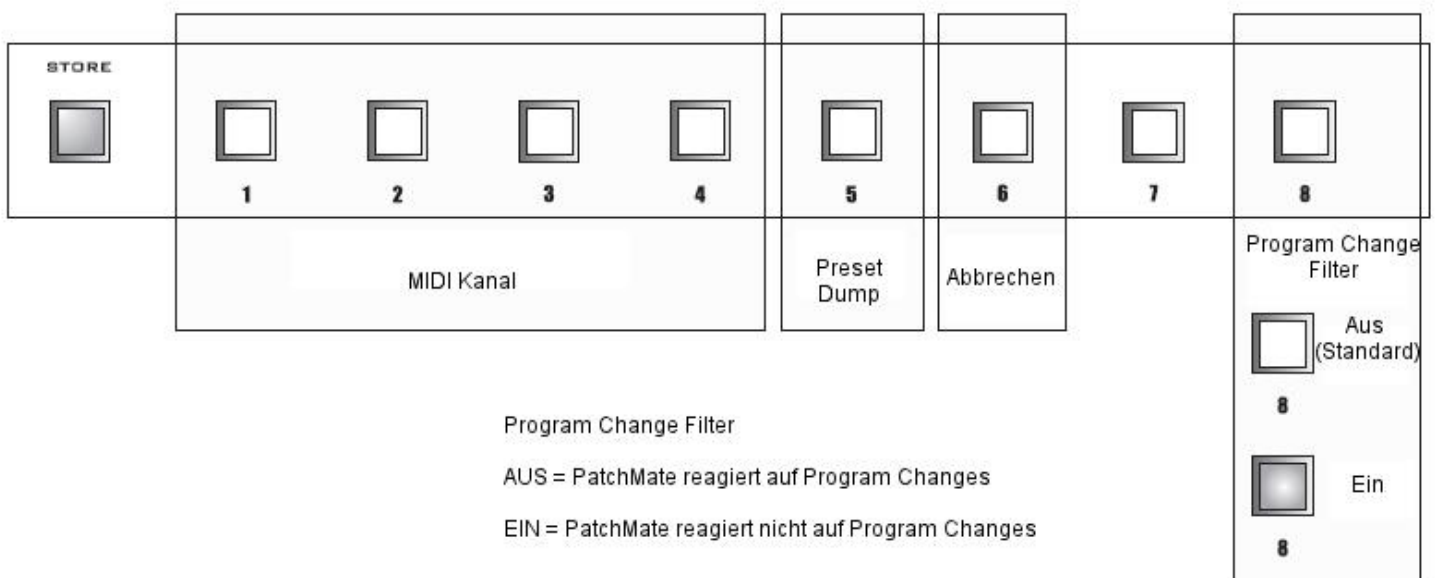 STORE
1 2 3 4 5 6 7 8
MIDI Kanal
Preset
Dump
Abbrechen
Program Change
Filter
Aus
(Standard)
8
Ein
8
Program Change Filter
AUS = PatchMate reagiert auf Program Changes
EIN = PatchMate reagiert nicht auf Program Changes